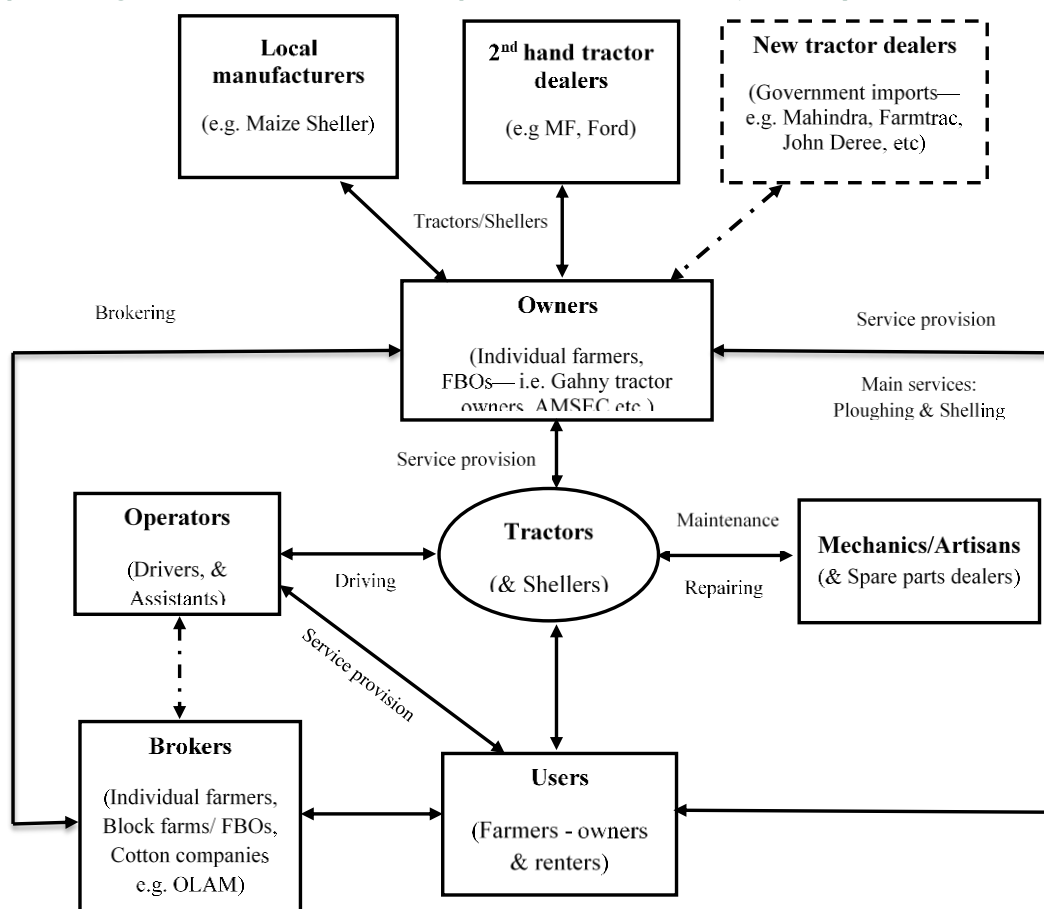 Local
manufacturers
(e.g. Maize Sheller)
2nd hand tractor
dealers
(e.g MF, Ford)
New tractor dealers
(Government imports—
e.g. Mahindra, Farmtrac,
John Deree, etc)
Tractors/Shellers
Brokering
Owners
(Individual farmers,
FBOs— i.e. Gahny tractor
owners, AMSEC etc.)
Service provision
Main services:
Ploughing & Shelling
Service provision
Operators
(Drivers, &
Assistants)
Driving
Tractors
(& Shellers)
Maintenance
Repairing
Mechanics/Artisans
(& Spare parts dealers)
Service provision
Brokers
(Individual farmers,
Block farms/ FBOs,
Cotton companies
e.g. OLAM)
Users
(Farmers - owners
& renters)